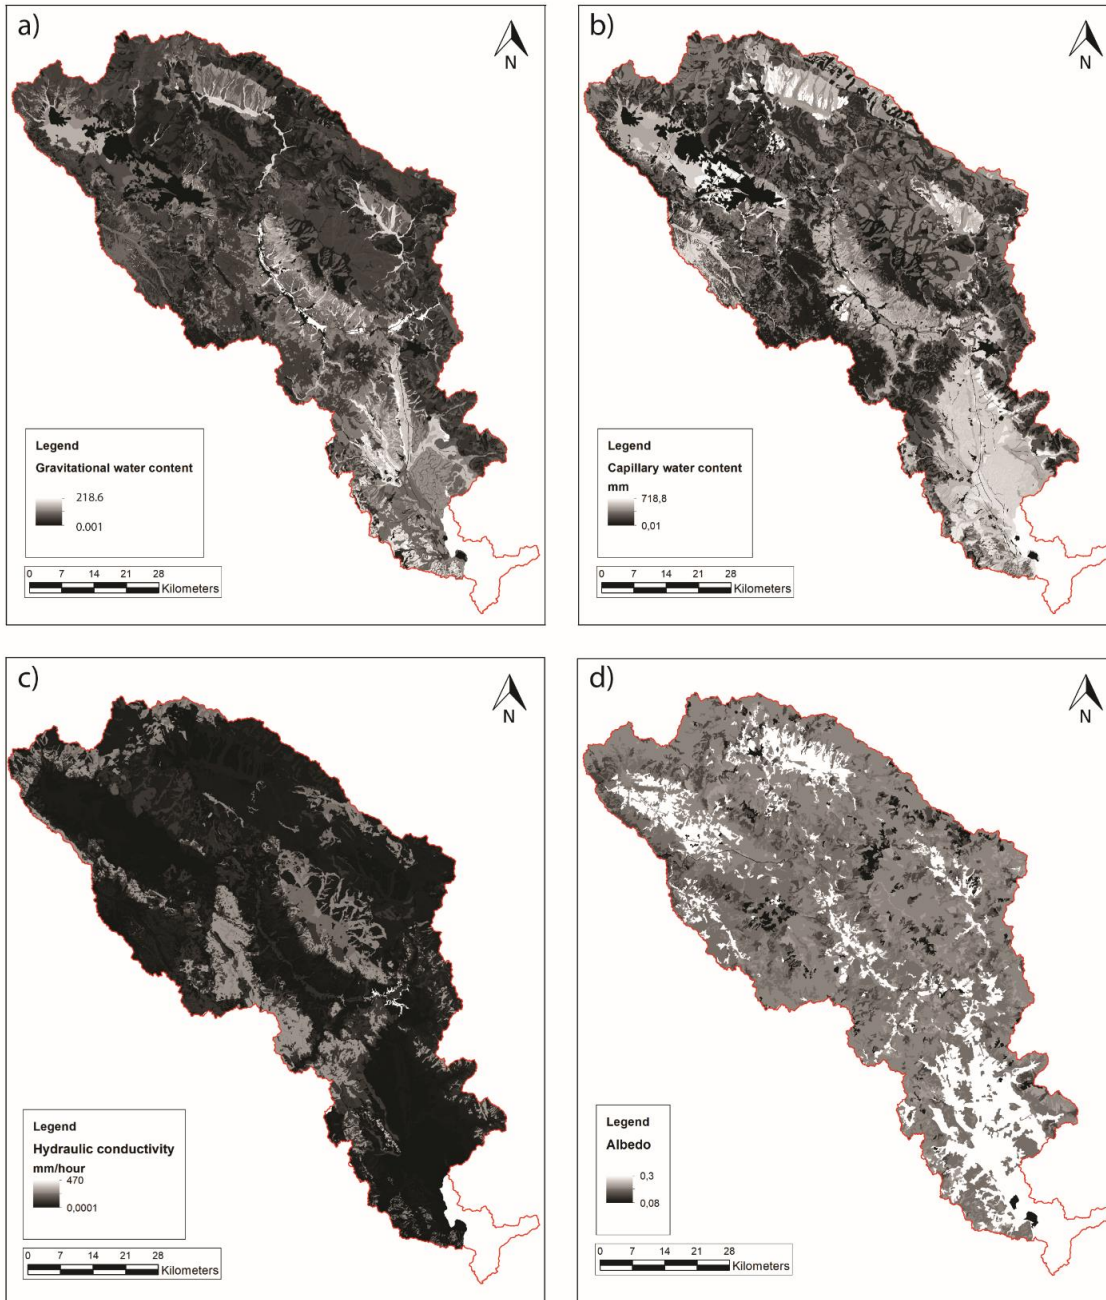 a)
N
Legend
Gravitational water content
218.6
0.001
0 7 14 21 28
Kilometers
b)
N
Legend
Capillary water content
mm
718,8
0,01
0 7 14 21 28
Kilometers
c)
N
Legend
Hydraulic conductivity
mm/hour
470
0,0001
0 7 14 21 28
Kilometers
d)
N
Legend
Albedo
0,3
0,08
0 7 14 21 28
Kilometers